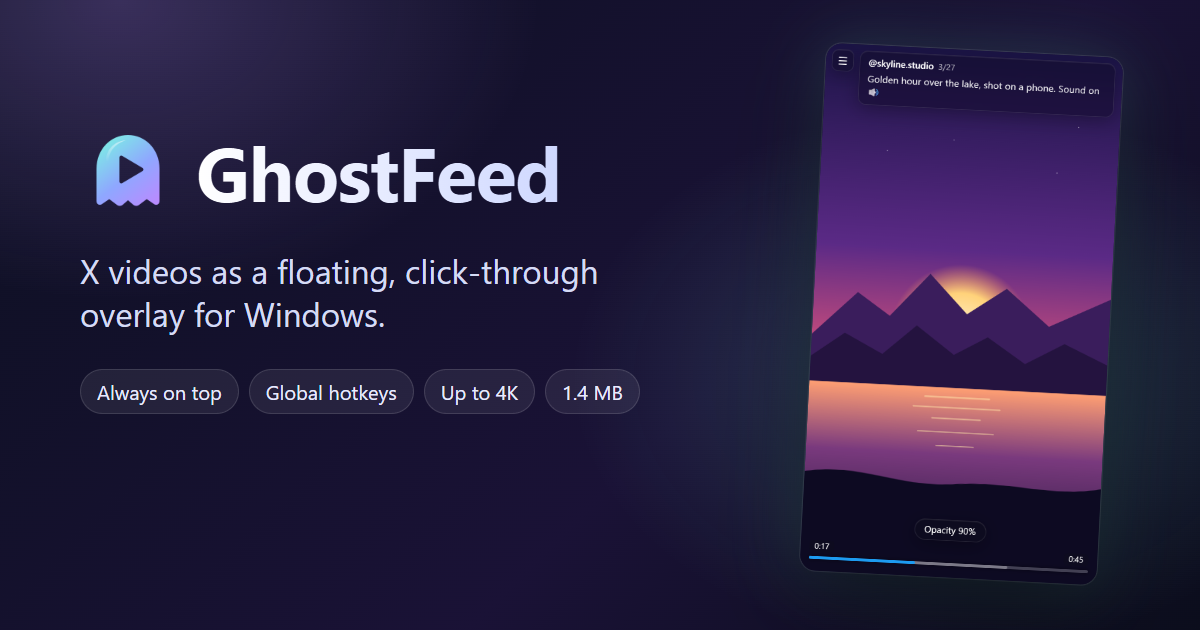 GhostFeed
X videos as a floating, click-through
overlay for Windows.
Always on top
Global hotkeys
Up to 4K
1.4 MB
@skyline.studio 3/27
Golden hour over the lake, shot on a phone. Sound on
🔊
Opacity 90%
0:17
0:45